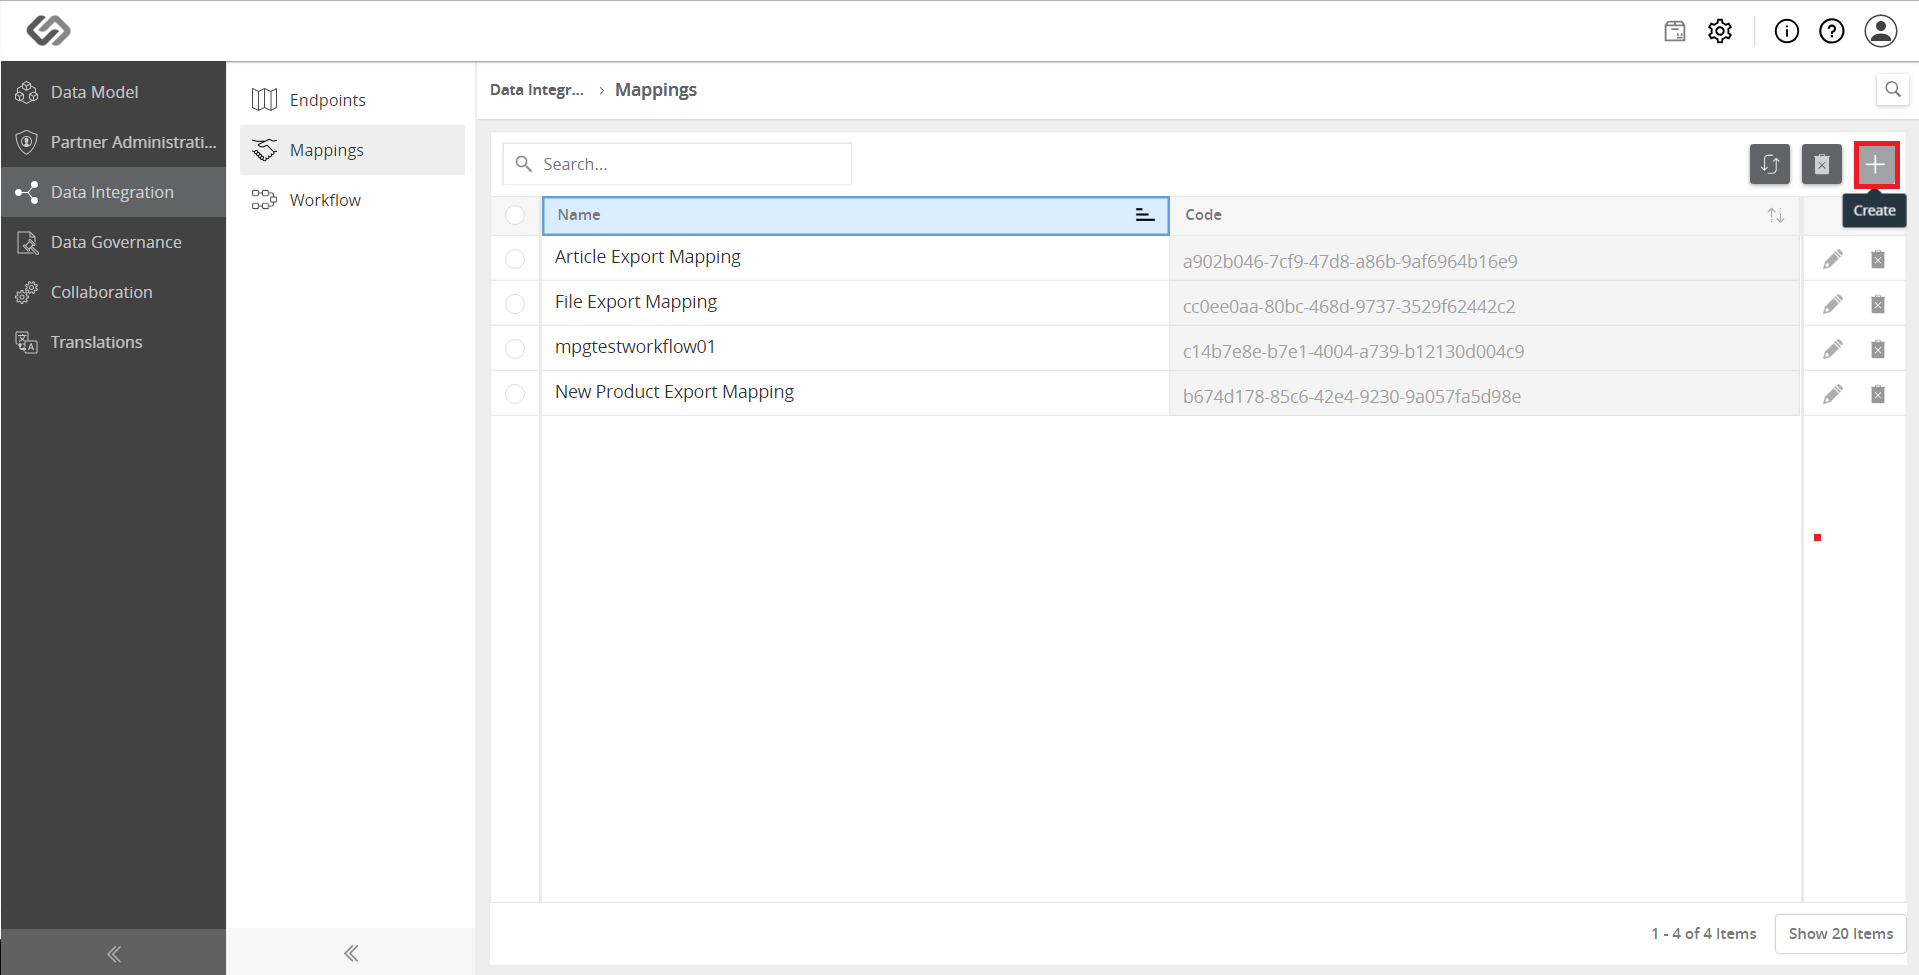 Data Model
Partner Administrati...
Data Integration
Data Governance
Collaboration
Translations
Endpoints
Mappings
Workflow
Data Integr... › Mappings
Search...
Create
Name Code
Article Export Mapping a902b046-7cf9-47d8-a86b-9af6964b16e9
File Export Mapping cc0ee0aa-80bc-468d-9737-3529f62442c2
mpgtestworkflow01 c14b7e8e-b7e1-4004-a739-b12130d004c9
New Product Export Mapping b674d178-85c6-42e4-9230-9a057fa5d98e
1 - 4 of 4 Items Show 20 Items